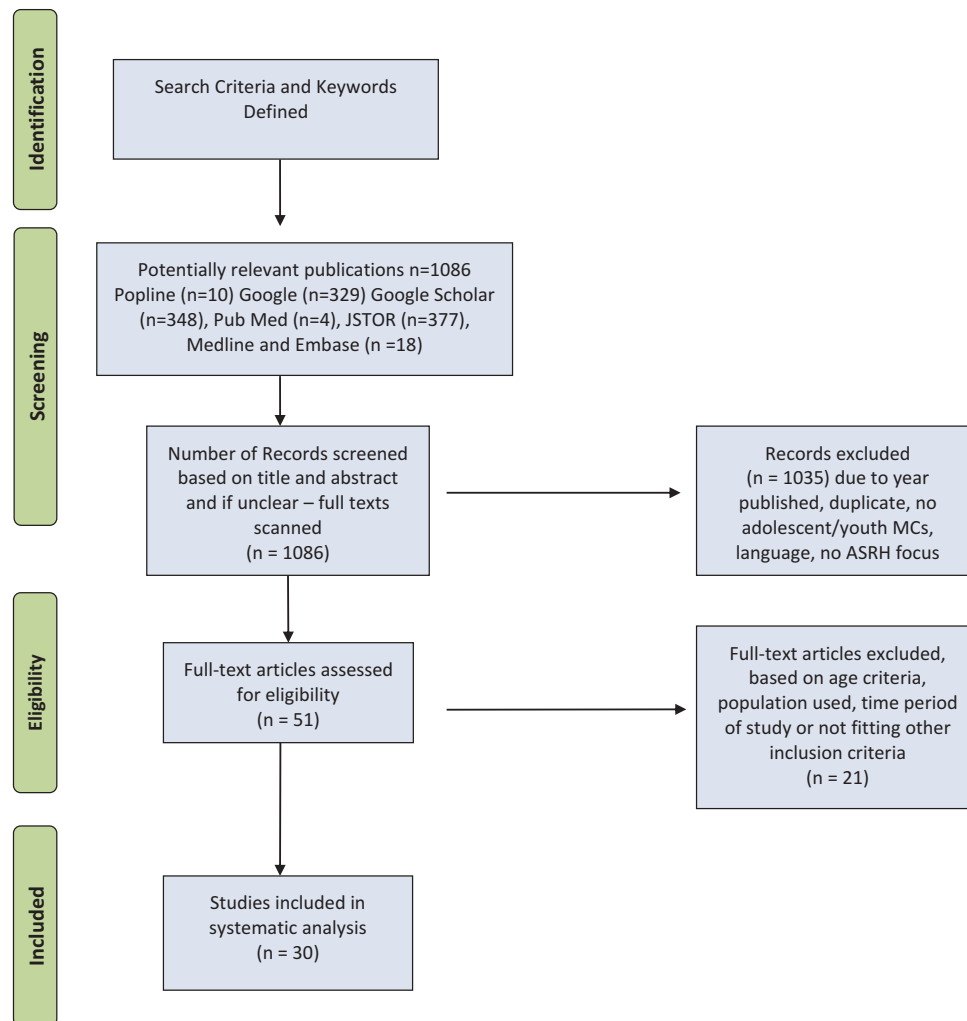 Identification
Search Criteria and Keywords
Defined
Screening
Potentially relevant publications n=1086
Popline (n=10) Google (n=329) Google Scholar
(n=348), Pub Med (n=4), JSTOR (n=377),
Medline and Embase (n =18)
Number of Records screened
based on title and abstract
and if unclear – full texts
scanned
(n = 1086)
Records excluded
(n = 1035) due to year
published, duplicate, no
adolescent/youth MCs,
language, no ASRH focus
Eligibility
Full-text articles assessed
for eligibility
(n = 51)
Full-text articles excluded,
based on age criteria,
population used, time period
of study or not fitting other
inclusion criteria
(n = 21)
Included
Studies included in
systematic analysis
(n = 30)